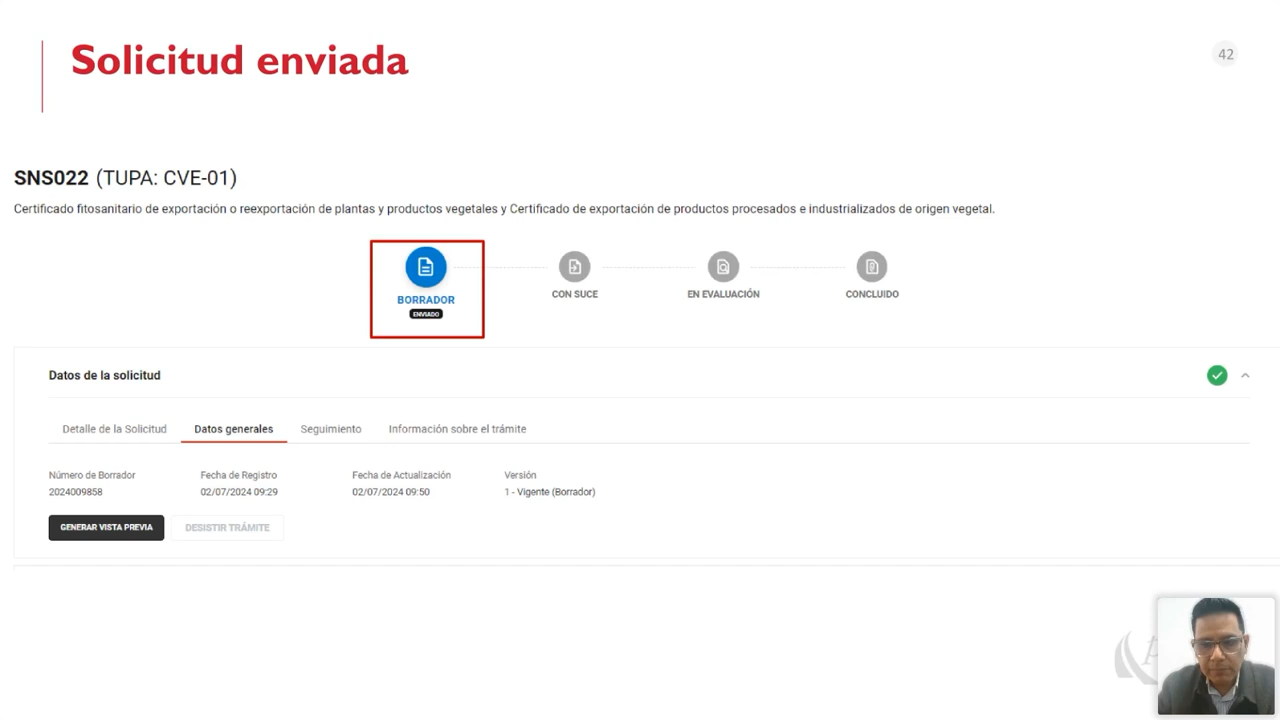 Solicitud enviada
42
SNS022 (TUPA: CVE-01)
Certificado fitosanitario de exportación o reexportación de plantas y productos vegetales y Certificado de exportación de productos procesados e industrializados de origen vegetal.
BORRADOR
ENVIADO
CON SUCE
EN EVALUACIÓN
CONCLUIDO
Datos de la solicitud
Detalle de la Solicitud Datos generales Seguimiento Información sobre el trámite
Número de Borrador Fecha de Registro Fecha de Actualización Versión
2024009858 02/07/2024 09:29 02/07/2024 09:50 1 - Vigente (Borrador)
GENERAR VISTA PREVIA DESISTIR TRÁMITE